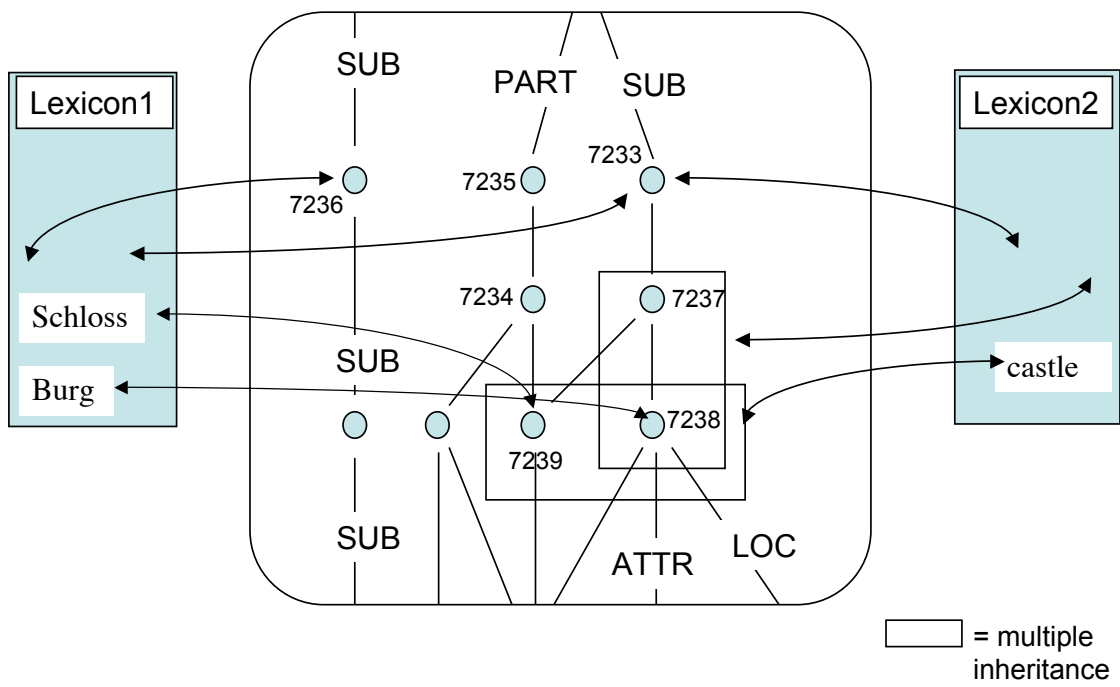 SUB
PART
SUB
Lexicon1
Lexicon2
7233
7235
7236
7234
7237
Schloss
SUB
castle
Burg
7238
7239
SUB
ATTR
LOC
= multiple
inheritance